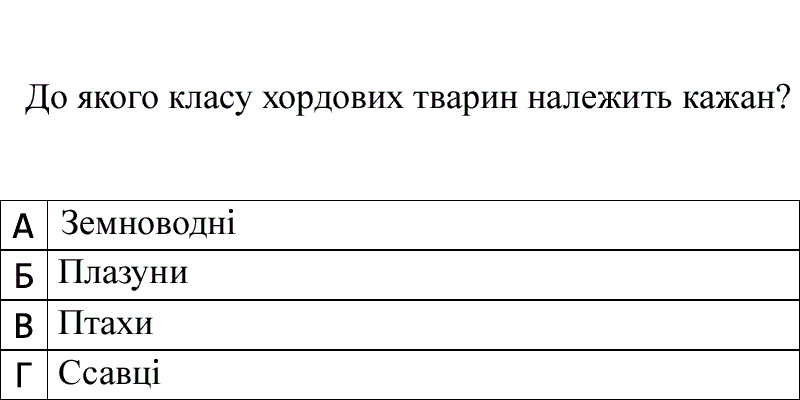 До якого класу хордових тварин належить кажан?
А Земноводні
Б Плазуни
В Птахи
Г Ссавці